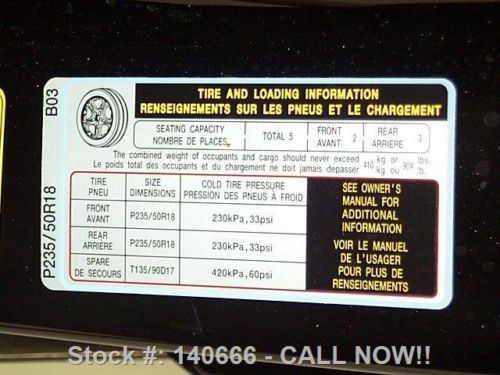 B03
P235/50R18
TIRE AND LOADING INFORMATION
RENSEIGNEMENTS SUR LES PNEUS ET LE CHARGEMENT
SEATING CAPACITY
NOMBRE DE PLACES
TOTAL 5
FRONT
AVANT 2
REAR
ARRIÈRE 3
The combined weight of occupants and cargo should never exceed 410 kg or 904 lbs.
Le poids total des occupants et du chargement ne doit jamais depasser 410 kg ou 904 lb.
TIRE
PNEU
SIZE
DIMENSIONS
COLD TIRE PRESSURE
PRESSION DES PNEUS À FROID
FRONT
AVANT
P235/50R18
230kPa,33psi
REAR
ARRIÈRE
P235/50R18
230kPa,33psi
SPARE
DE SECOURS
T135/90D17
420kPa,60psi
SEE OWNER'S
MANUAL FOR
ADDITIONAL
INFORMATION
VOIR LE MANUEL
DE L'USAGER
POUR PLUS DE
RENSEIGNEMENTS
Stock #: 140666 - CALL NOW!!